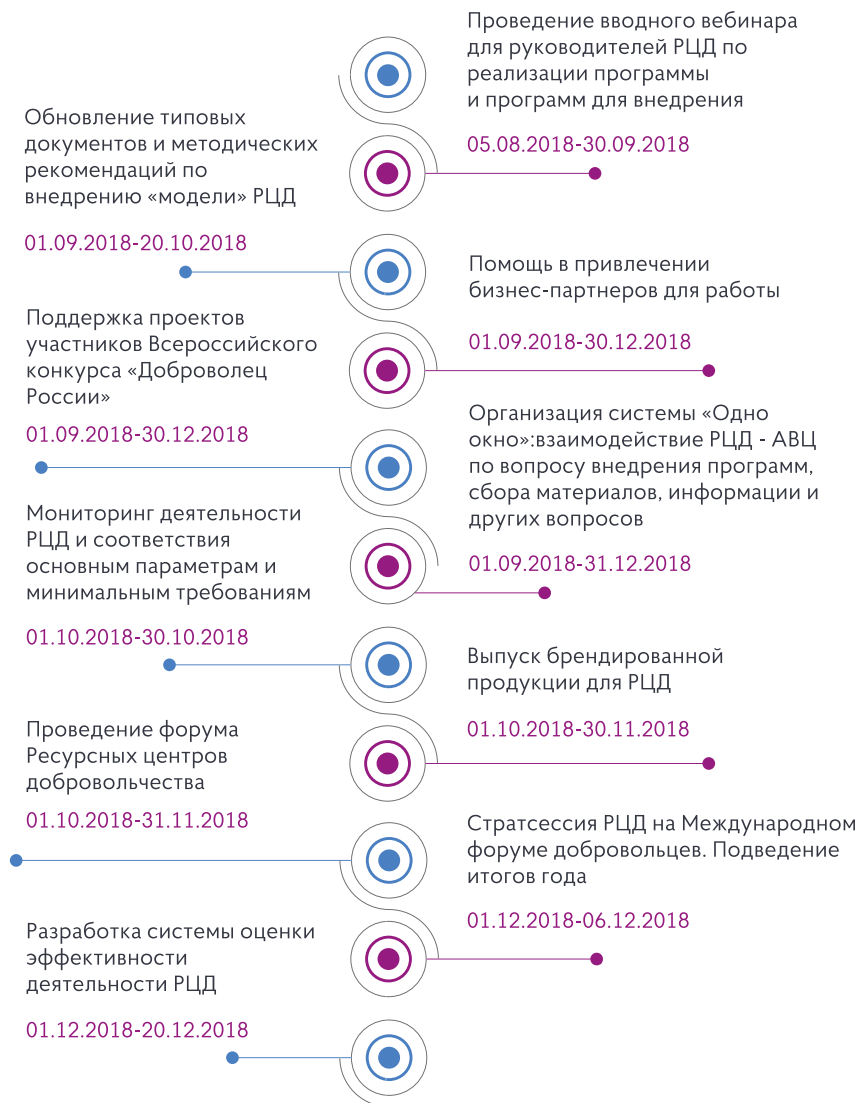 Проведение вводного вебинара
для руководителей РЦД по
реализации программы
и программ для внедрения
05.08.2018-30.09.2018
Обновление типовых
документов и методических
рекомендаций по
внедрению «модели» РЦД
01.09.2018-20.10.2018
Помощь в привлечении
бизнес-партнеров для работы
01.09.2018-30.12.2018
Поддержка проектов
участников Всероссийского
конкурса «Доброволец
России»
01.09.2018-30.12.2018
Организация системы «Одно
окно»:взаимодействие РЦД - АВЦ
по вопросу внедрения программ,
сбора материалов, информации и
других вопросов
01.09.2018-31.12.2018
Мониторинг деятельности
РЦД и соответствия
основным параметрам и
минимальным требованиям
01.10.2018-30.10.2018
Выпуск брендированной
продукции для РЦД
01.10.2018-30.11.2018
Проведение форума
Ресурсных центров
добровольчества
01.10.2018-31.11.2018
Стратсессия РЦД на Международном
форуме добровольцев. Подведение
итогов года
01.12.2018-06.12.2018
Разработка системы оценки
эффективности
деятельности РЦД
01.12.2018-20.12.2018